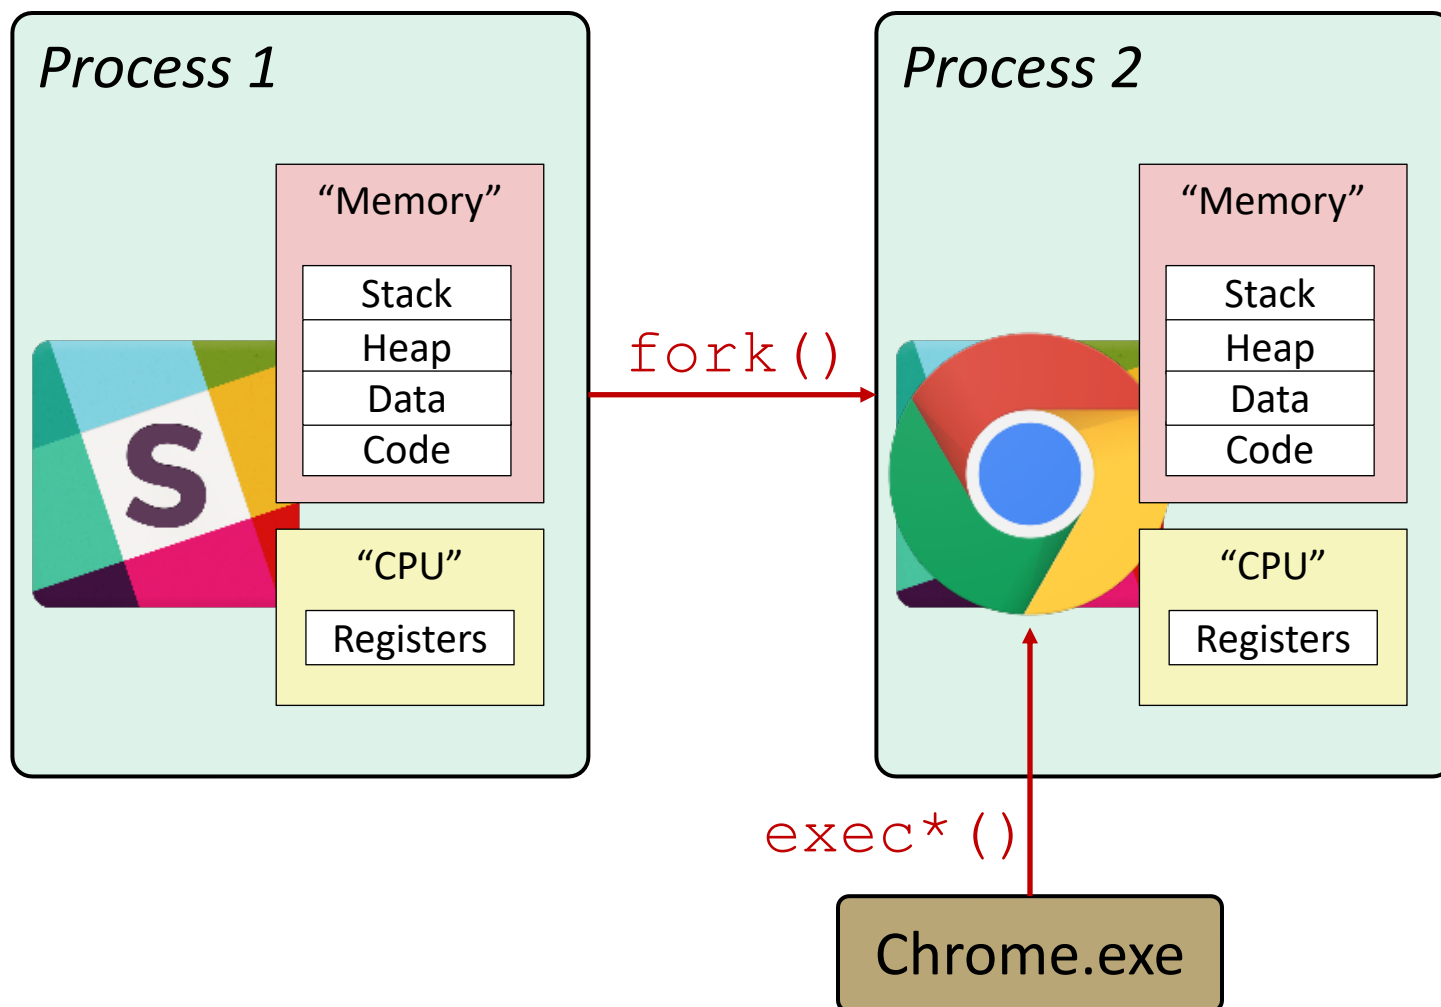 Process 1
“Memory”
Stack
Heap
Data
Code
S
“CPU”
Registers
fork()
Process 2
“Memory”
Stack
Heap
Data
Code
“CPU”
Registers
exec*()
Chrome.exe